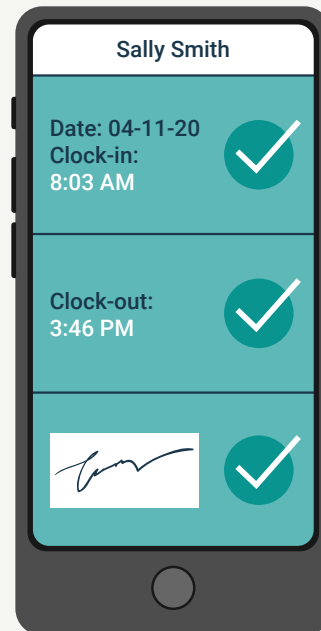 Sally Smith
Date: 04-11-20
Clock-in:
8:03 AM
Clock-out:
3:46 PM